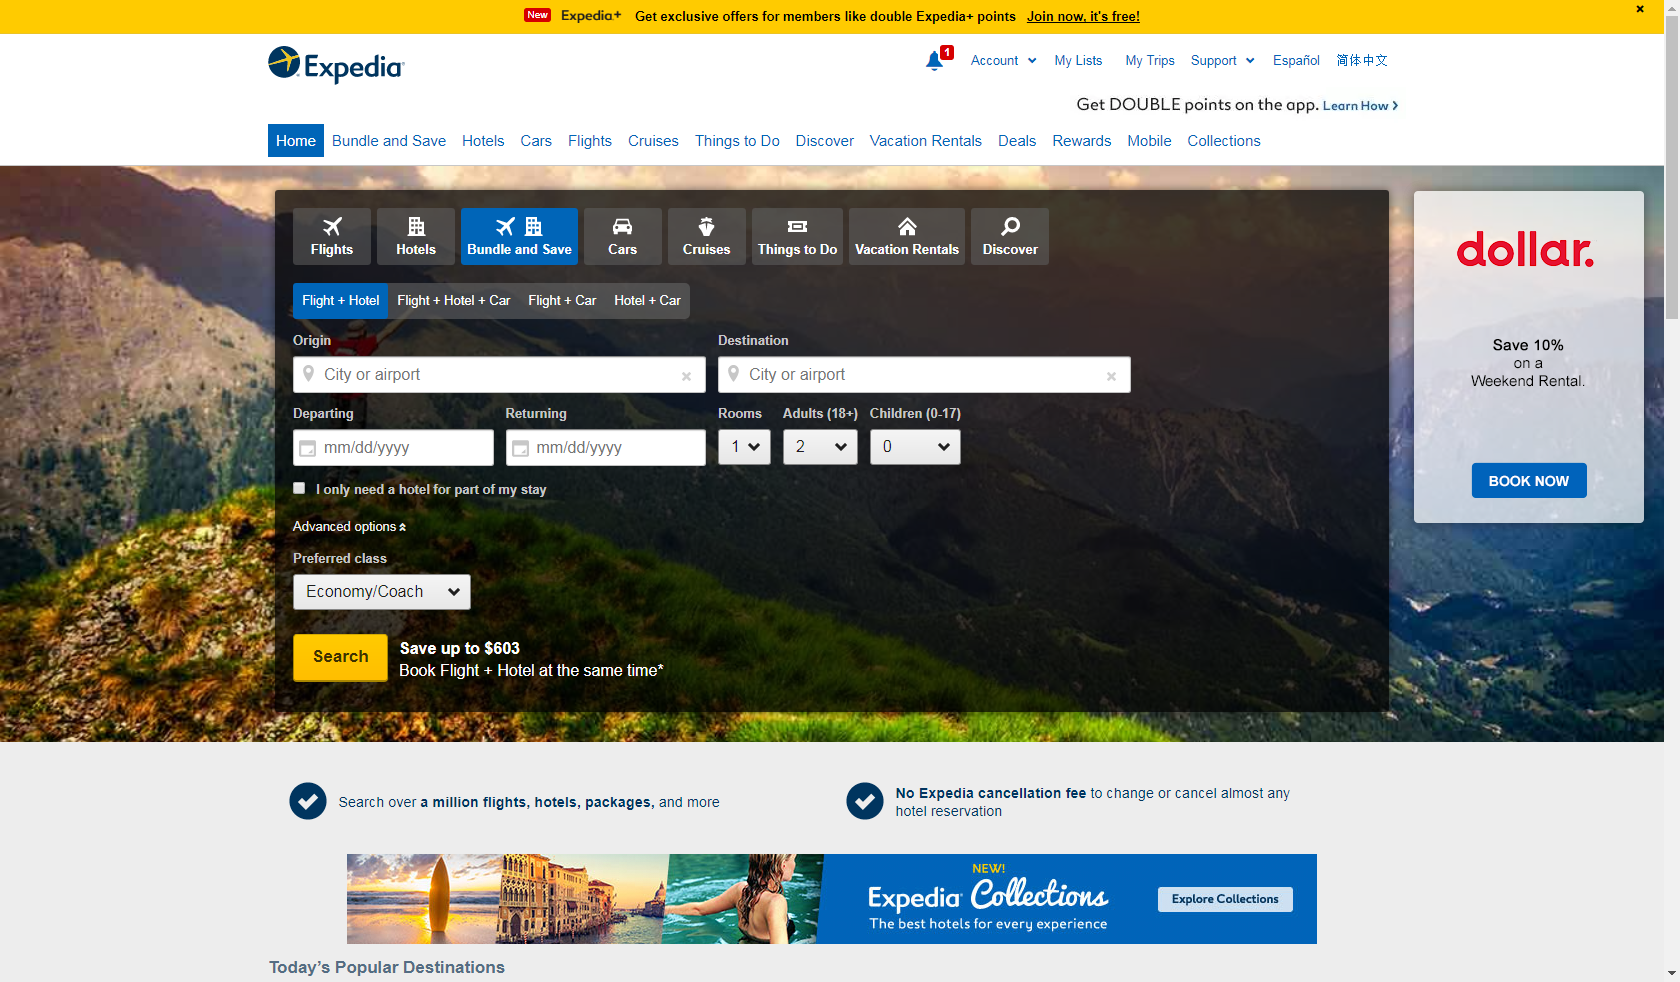 New Expedia+ Get exclusive offers for members like double Expedia+ points Join now, it's free!
Expedia
1 Account My Lists My Trips Support Español 简体中文
Get DOUBLE points on the app. Learn How
Home Bundle and Save Hotels Cars Flights Cruises Things to Do Discover Vacation Rentals Deals Rewards Mobile Collections
Flights Hotels Bundle and Save Cars Cruises Things to Do Vacation Rentals Discover
Flight + Hotel Flight + Hotel + Car Flight + Car Hotel + Car
Origin Destination
City or airport City or airport
Departing Returning Rooms Adults (18+) Children (0-17)
mm/dd/yyyy mm/dd/yyyy 1 2 0
I only need a hotel for part of my stay
Advanced options
Preferred class
Economy/Coach
Search
Save up to $603
Book Flight + Hotel at the same time*
dollar.
Save 10%
on a
Weekend Rental.
BOOK NOW
Search over a million flights, hotels, packages, and more
No Expedia cancellation fee to change or cancel almost any
hotel reservation
NEW!
Expedia Collections
The best hotels for every experience
Explore Collections
Today's Popular Destinations